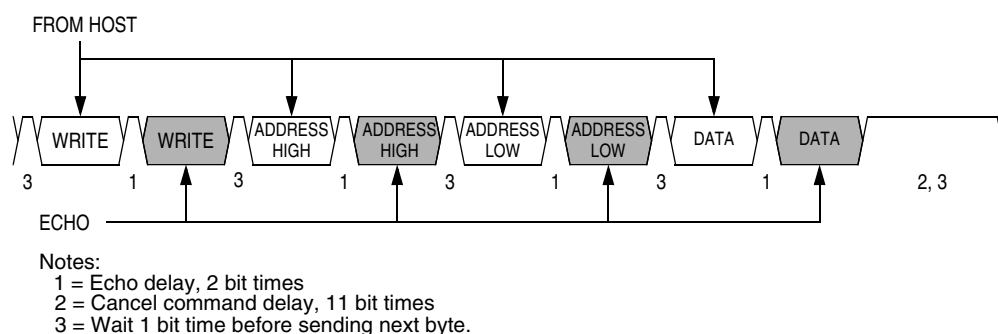 FROM HOST
WRITE
WRITE
ADDRESS
HIGH
ADDRESS
HIGH
ADDRESS
LOW
ADDRESS
LOW
DATA
DATA
3
1
3
1
3
1
3
1
2, 3
ECHO
Notes:
1 = Echo delay, 2 bit times
2 = Cancel command delay, 11 bit times
3 = Wait 1 bit time before sending next byte.